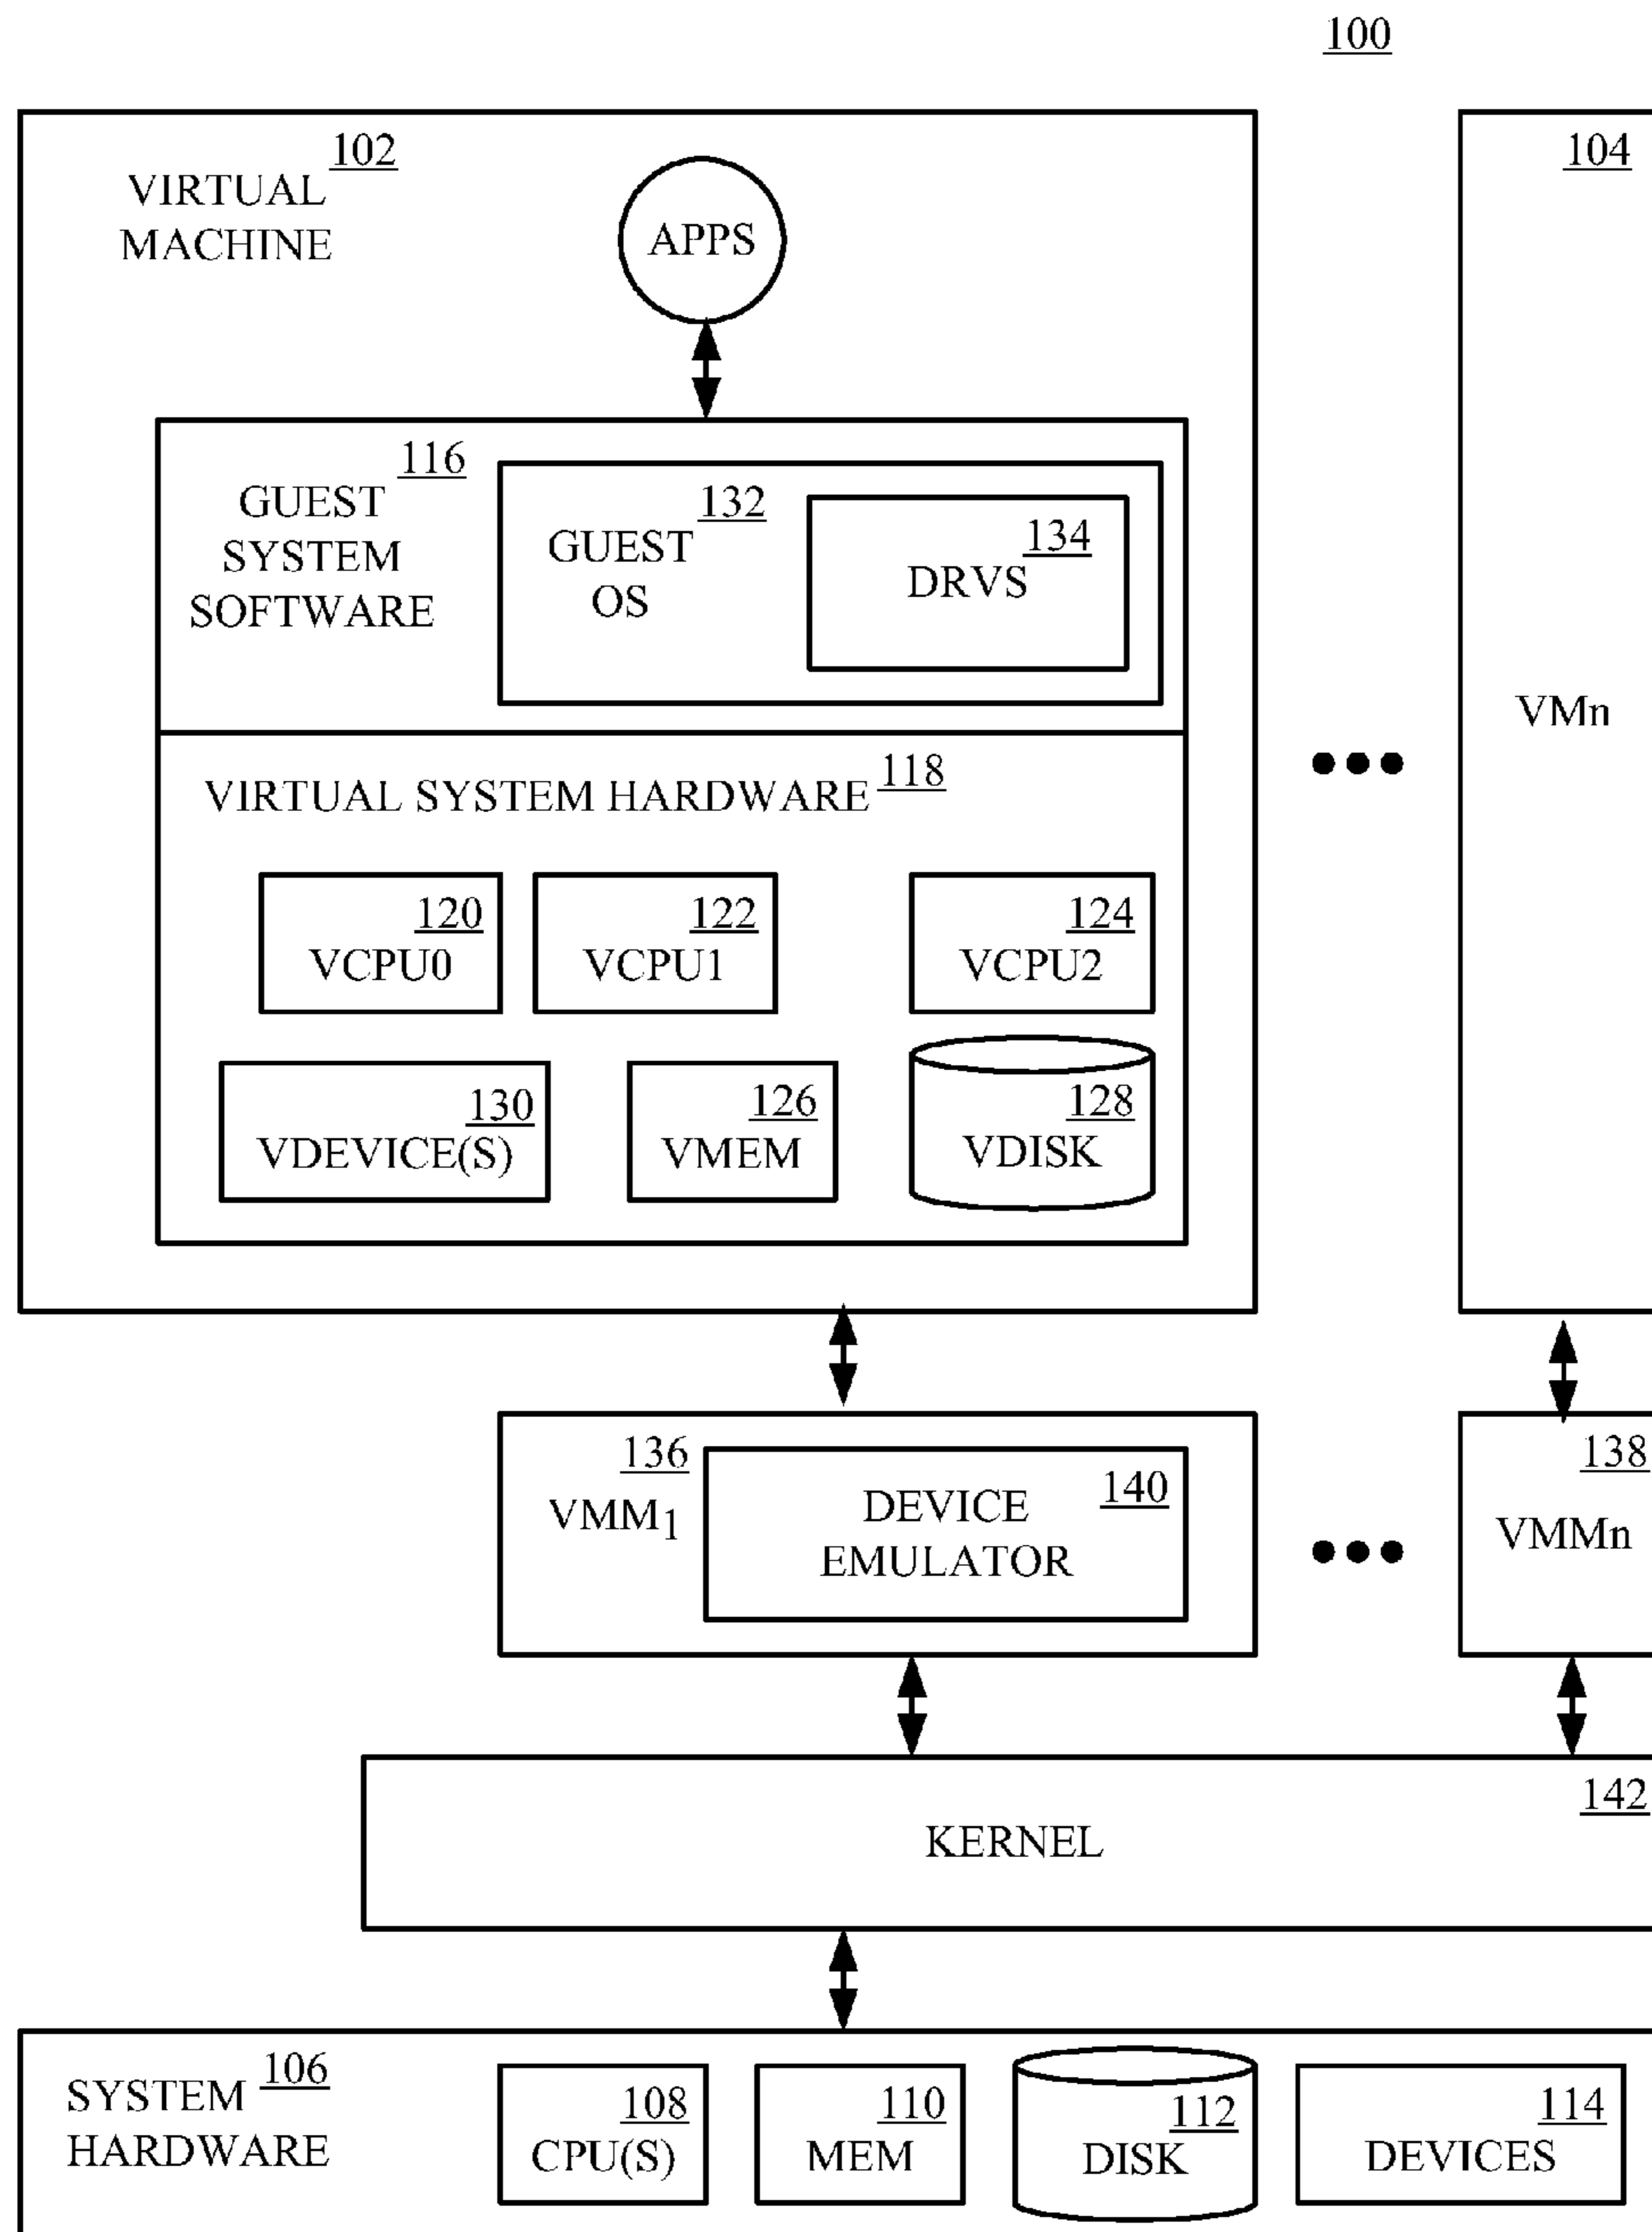 100
102
VIRTUAL
MACHINE
APPS
104
VMn
116
GUEST
SYSTEM
SOFTWARE
132
GUEST
OS
134
DRVS
VIRTUAL SYSTEM HARDWARE 118
120
VCPU0
122
VCPU1
124
VCPU2
130
VDEVICE(S)
126
VMEM
128
VDISK
136
VMM1
140
DEVICE
EMULATOR
138
VMMn
142
KERNEL
106
SYSTEM
HARDWARE
108
CPU(S)
110
MEM
112
DISK
114
DEVICES